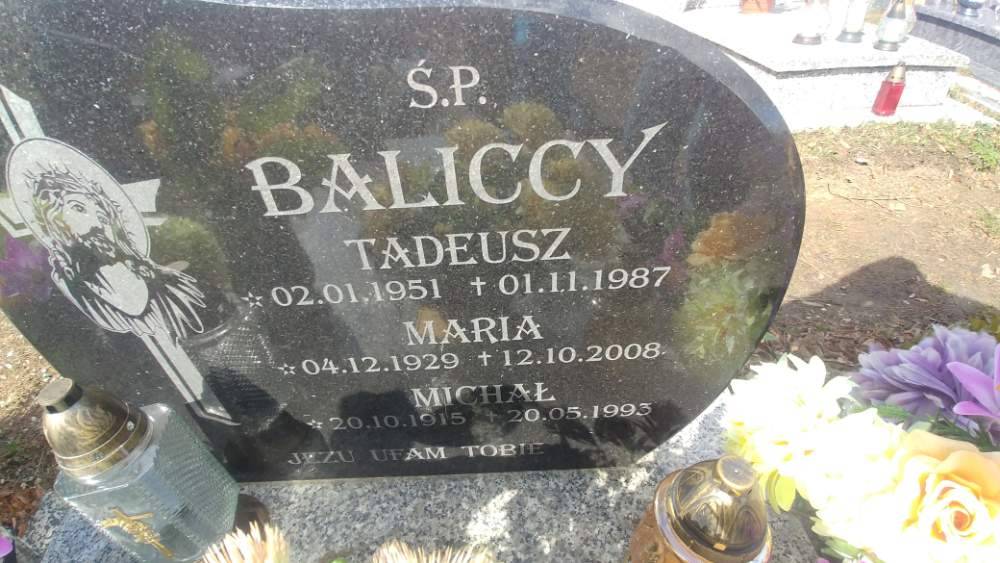 Ś.P.
BALICCY
TADEUSZ
☆ 02.01.1951 ✝ 01.11.1987
MARIA
☆ 04.12.1929 ✝ 12.10.2008
MICHAŁ
☆ 20.10.1915 ✝ 20.05.1993
JEZU UFAM TOBIE